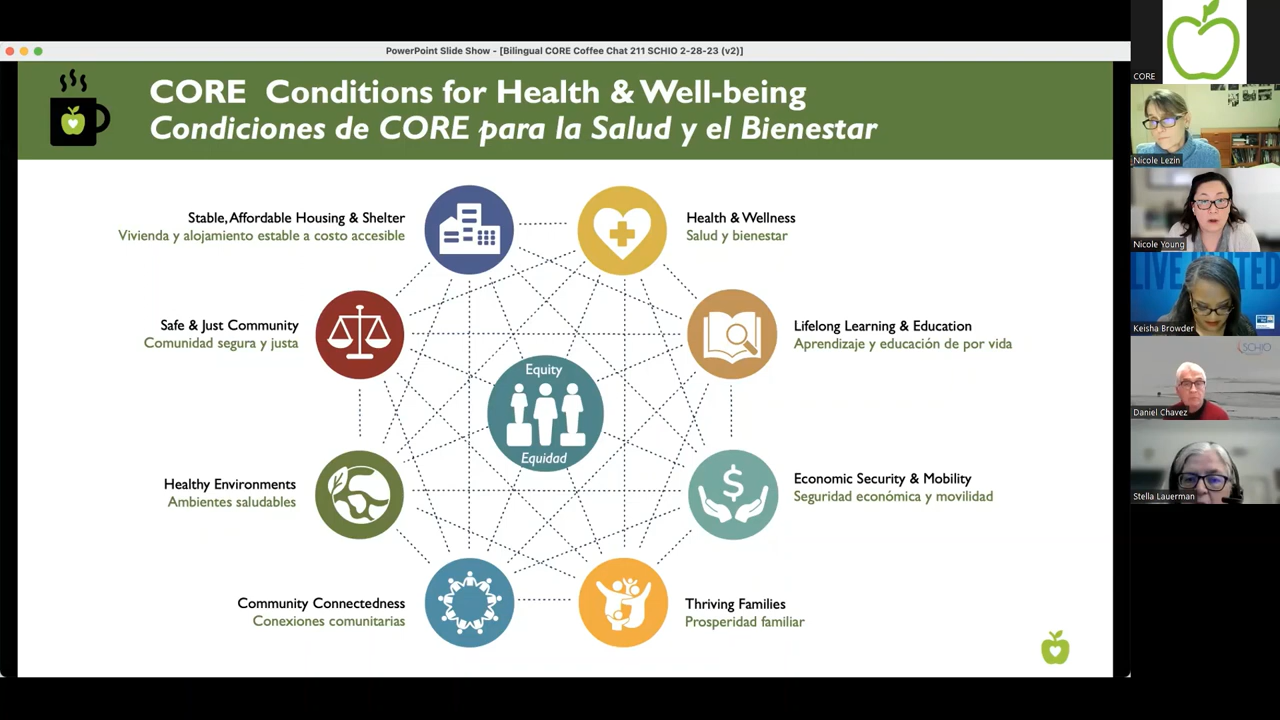 PowerPoint Slide Show - [Bilingual CORE Coffee Chat 211 SCHIO 2-28-23 (v2)]
CORE Conditions for Health & Well-being
Condiciones de CORE para la Salud y el Bienestar
Stable, Affordable Housing & Shelter
Vivienda y alojamiento estable a costo accesible
Health & Wellness
Salud y bienestar
Safe & Just Community
Comunidad segura y justa
Lifelong Learning & Education
Aprendizaje y educación de por vida
Equity
Equidad
Healthy Environments
Ambientes saludables
$
Economic Security & Mobility
Seguridad económica y movilidad
Community Connectedness
Conexiones comunitarias
Thriving Families
Prosperidad familiar
CORE
Nicole Lezin
Nicole Young
LIVE UNITED
Keisha Browder
SCHIO
Daniel Chavez
Stella Lauerman